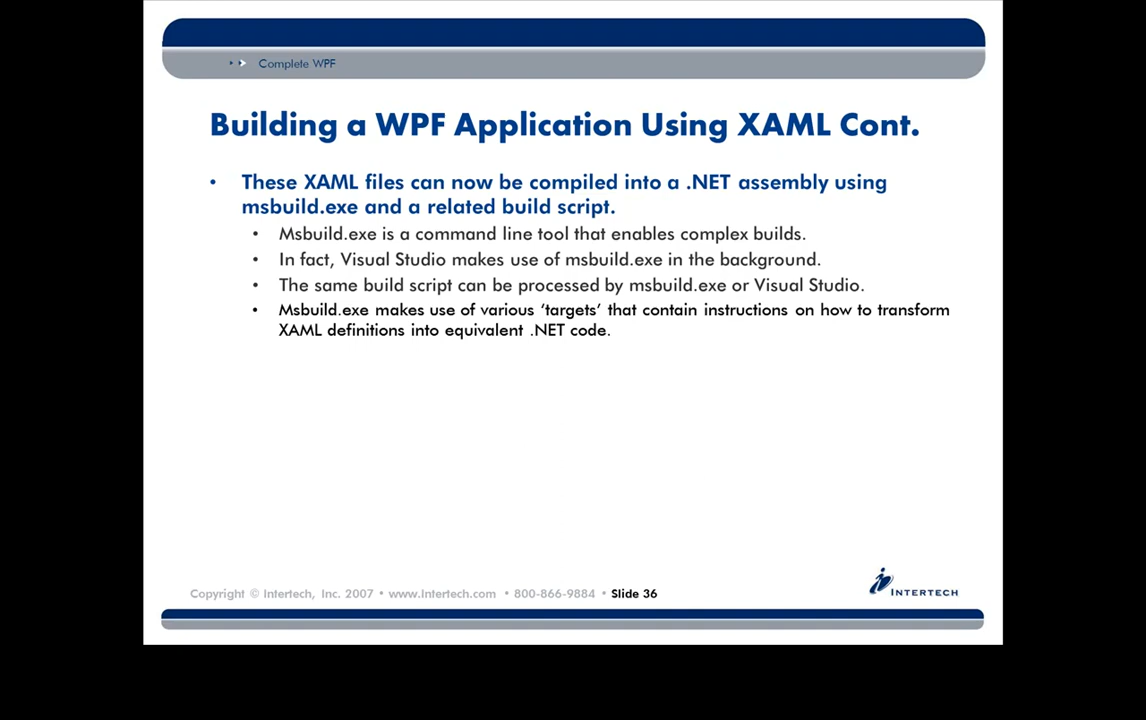 Complete WPF
Building a WPF Application Using XAML Cont.
• These XAML files can now be compiled into a .NET assembly using
msbuild.exe and a related build script.
• Msbuild.exe is a command line tool that enables complex builds.
• In fact, Visual Studio makes use of msbuild.exe in the background.
• The same build script can be processed by msbuild.exe or Visual Studio.
• Msbuild.exe makes use of various ‘targets’ that contain instructions on how to transform
XAML definitions into equivalent .NET code.
Copyright © Intertech, Inc. 2007 • www.Intertech.com • 800-866-9884 • Slide 36
INTERTECH